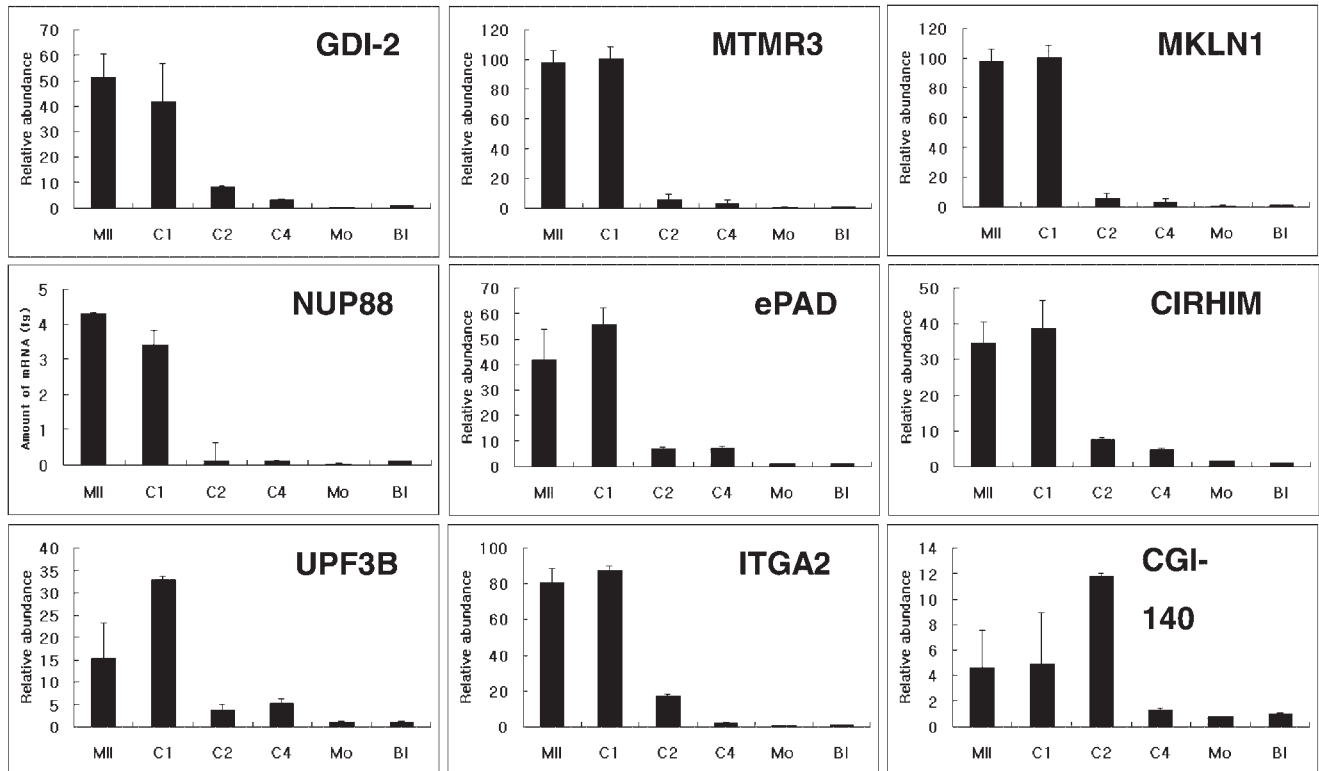 GDI-2
Relative abundance
70
60
50
40
30
20
10
0
MII C1 C2 C4 Mo Bl
MTMR3
Relative abundance
120
100
80
60
40
20
0
MII C1 C2 C4 Mo Bl
MKLN1
Relative abundance
120
100
80
60
40
20
0
MII C1 C2 C4 Mo Bl
NUP88
Amount of mRNA (fg)
5
4
3
2
1
0
MII C1 C2 C4 Mo Bl
ePAD
Relative abundance
70
60
50
40
30
20
10
0
MII C1 C2 C4 Mo Bl
CIRHIM
Relative abundance
50
40
30
20
10
0
MII C1 C2 C4 Mo Bl
UPF3B
Relative abundance
40
35
30
25
20
15
10
5
0
MII C1 C2 C4 Mo Bl
ITGA2
Relative abundance
100
80
60
40
20
0
MII C1 C2 C4 Mo Bl
CGI-
140
Relative abundance
14
12
10
8
6
4
2
0
MII C1 C2 C4 Mo Bl